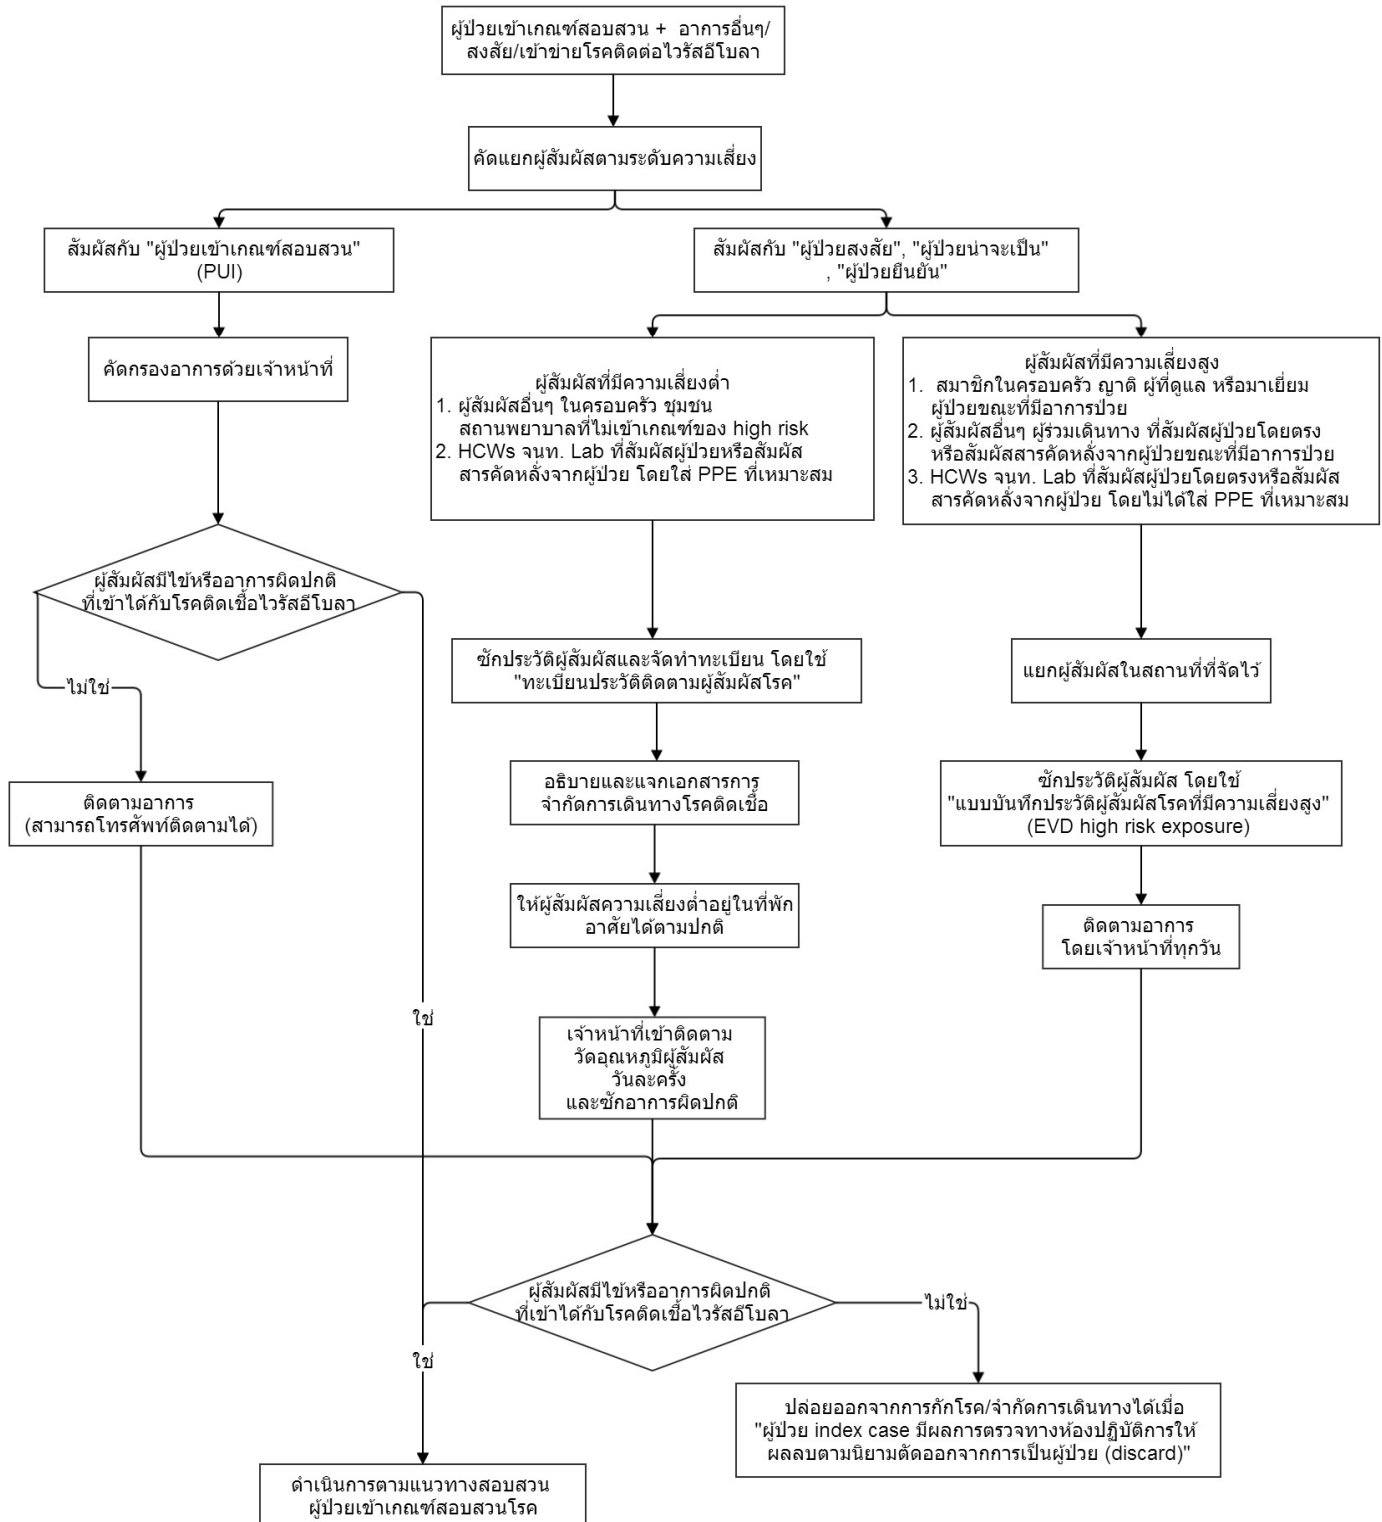 ผู้ป่วยเข้าเกณฑ์สอบสวน + อาการอื่นๆ/
สงสัย/เข้าข่ายโรคติดต่อไวรัสอีโบลา
คัดแยกผู้สัมผัสตามระดับความเสี่ยง
สัมผัสกับ "ผู้ป่วยเข้าเกณฑ์สอบสวน"
(PUI)
สัมผัสกับ "ผู้ป่วยสงสัย", "ผู้ป่วยน่าจะเป็น"
, "ผู้ป่วยยืนยัน"
คัดกรองอาการด้วยเจ้าหน้าที่
ผู้สัมผัสที่มีความเสี่ยงต่ำ
1. ผู้สัมผัสอื่นๆ ในครอบครัว ชุมชน
สถานพยาบาลที่ไม่เข้าเกณฑ์ของ high risk
2. HCWs จนท. Lab ที่สัมผัสผู้ป่วยหรือสัมผัส
สารคัดหลั่งจากผู้ป่วย โดยใส่ PPE ที่เหมาะสม
ผู้สัมผัสที่มีความเสี่ยงสูง
1. สมาชิกในครอบครัว ญาติ ผู้ที่ดูแล หรือมาเยี่ยม
ผู้ป่วยขณะที่มีอาการป่วย
2. ผู้สัมผัสอื่นๆ ผู้ร่วมเดินทาง ที่สัมผัสผู้ป่วยโดยตรง
หรือสัมผัสสารคัดหลั่งจากผู้ป่วยขณะที่มีอาการป่วย
3. HCWs จนท. Lab ที่สัมผัสผู้ป่วยโดยตรงหรือสัมผัส
สารคัดหลั่งจากผู้ป่วย โดยไม่ได้ใส่ PPE ที่เหมาะสม
ผู้สัมผัสมีไข้หรืออาการผิดปกติ
ที่เข้าได้กับโรคติดเชื้อไวรัสอีโบลา
ไม่ใช่
ติดตามอาการ
(สามารถโทรศัพท์ติดตามได้)
ซักประวัติผู้สัมผัสและจัดทำทะเบียน โดยใช้
"ทะเบียนประวัติติดตามผู้สัมผัสโรค"
แยกผู้สัมผัสในสถานที่ที่จัดไว้
อธิบายและแจกเอกสารการ
จำกัดการเดินทางโรคติดเชื้อ
ซักประวัติผู้สัมผัส โดยใช้
"แบบบันทึกประวัติผู้สัมผัสโรคที่มีความเสี่ยงสูง"
(EVD high risk exposure)
ให้ผู้สัมผัสความเสี่ยงต่ำอยู่ในที่พัก
อาศัยได้ตามปกติ
ติดตามอาการ
โดยเจ้าหน้าที่ทุกวัน
ใช่
เจ้าหน้าที่เข้าติดตาม
วัดอุณหภูมิผู้สัมผัส
วันละครั้ง
และซักอาการผิดปกติ
ผู้สัมผัสมีไข้หรืออาการผิดปกติ
ที่เข้าได้กับโรคติดเชื้อไวรัสอีโบลา
ไม่ใช่
ใช่
ปล่อยออกจากการกักโรค/จำกัดการเดินทางได้เมื่อ
"ผู้ป่วย index case มีผลการตรวจทางห้องปฏิบัติการให้
ผลลบตามนิยามตัดออกจากการเป็นผู้ป่วย (discard)"
ดำเนินการตามแนวทางสอบสวน
ผู้ป่วยเข้าเกณฑ์สอบสวนโรค